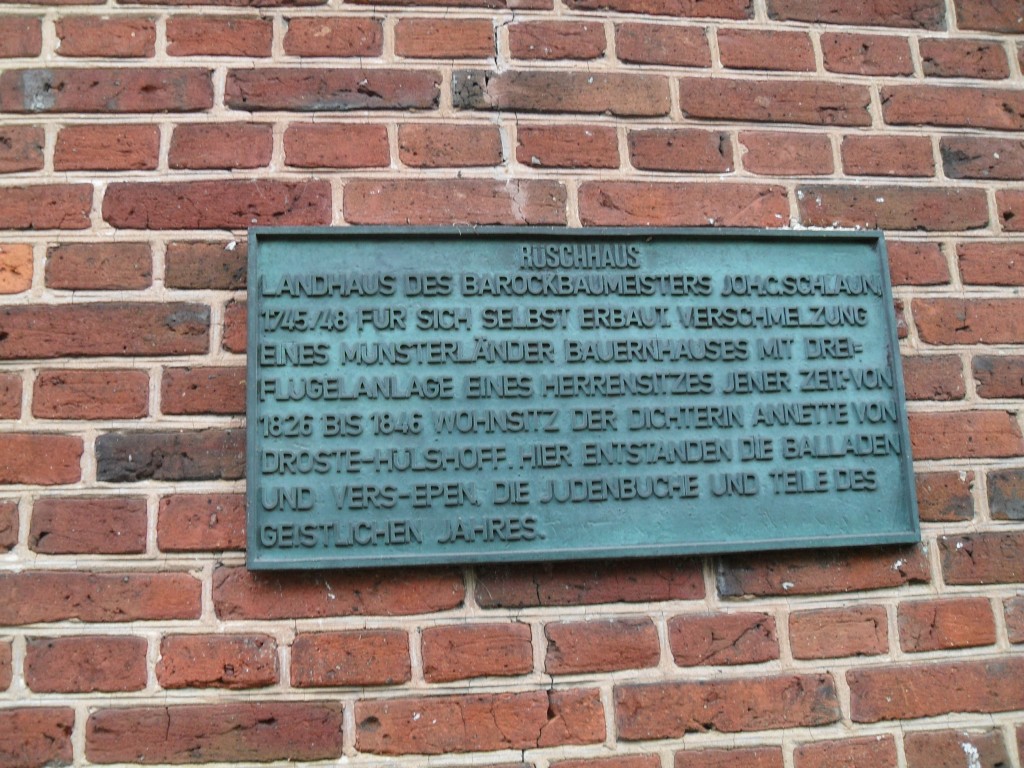 RÜSCHHAUS
LANDHAUS DES BAROCKBAUMEISTERS JOH.C.SCHLAUN,
1745/48 FÜR SICH SELBST ERBAUT. VERSCHMELZUNG
EINES MÜNSTERLÄNDER BAUERNHAUSES MIT DREI=
FLÜGELANLAGE EINES HERRENSITZES JENER ZEIT·VON
1826 BIS 1846 WOHNSITZ DER DICHTERIN ANNETTE VON
DROSTE-HÜLSHOFF. HIER ENTSTANDEN DIE BALLADEN
UND VERS-EPEN, DIE JUDENBUCHE UND TEILE DES
GEISTLICHEN JAHRES.